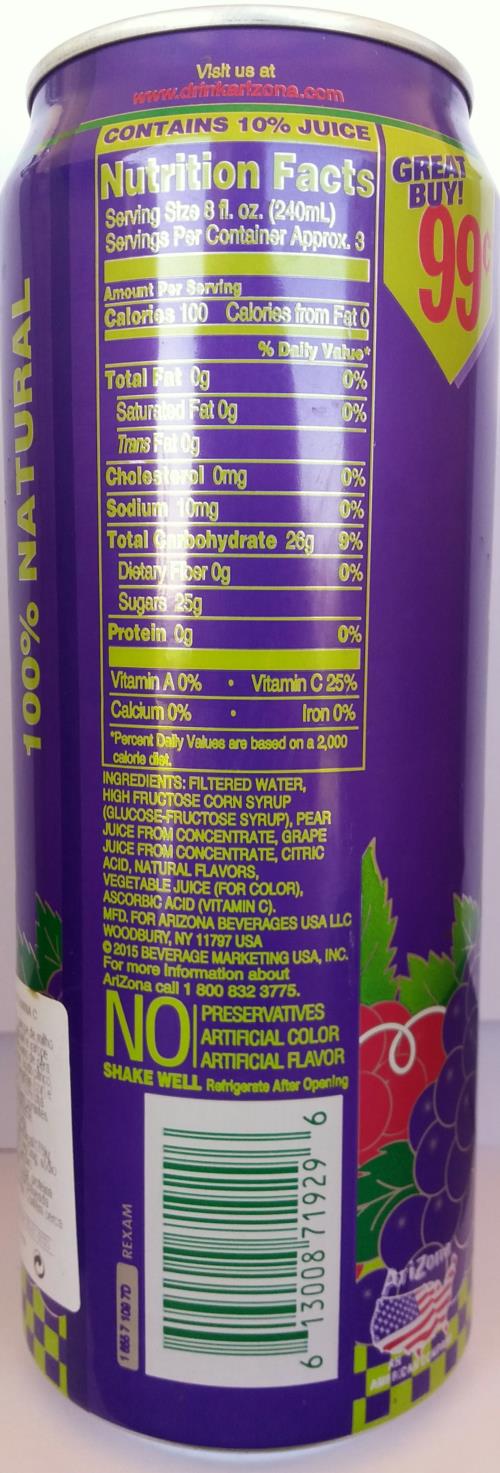 Visit us at
www.drinkarizona.com
CONTAINS 10% JUICE
Nutrition Facts
Serving Size 8 fl. oz. (240mL)
Servings Per Container Approx. 3
Amount Per Serving
Calories 100 Calories from Fat 0
% Daily Value*
Total Fat 0g 0%
Saturated Fat 0g 0%
Trans Fat 0g
Cholesterol 0mg 0%
Sodium 10mg 0%
Total Carbohydrate 26g 9%
Dietary Fiber 0g 0%
Sugars 25g
Protein 0g 0%
Vitamin A 0% • Vitamin C 25%
Calcium 0% • Iron 0%
*Percent Daily Values are based on a 2,000
calorie diet.
INGREDIENTS: FILTERED WATER,
HIGH FRUCTOSE CORN SYRUP
(GLUCOSE-FRUCTOSE SYRUP), PEAR
JUICE FROM CONCENTRATE, GRAPE
JUICE FROM CONCENTRATE, CITRIC
ACID, NATURAL FLAVORS,
VEGETABLE JUICE (FOR COLOR),
ASCORBIC ACID (VITAMIN C).
MFD. FOR ARIZONA BEVERAGES USA LLC
WOODBURY, NY 11797 USA
© 2015 BEVERAGE MARKETING USA, INC.
For more information about
AriZona call 1 800 832 3775.
NO PRESERVATIVES
ARTIFICIAL COLOR
ARTIFICIAL FLAVOR
SHAKE WELL Refrigerate After Opening
6 13008 71929 6
REXAM
100% NATURAL
GREAT
BUY!
99¢
AriZona